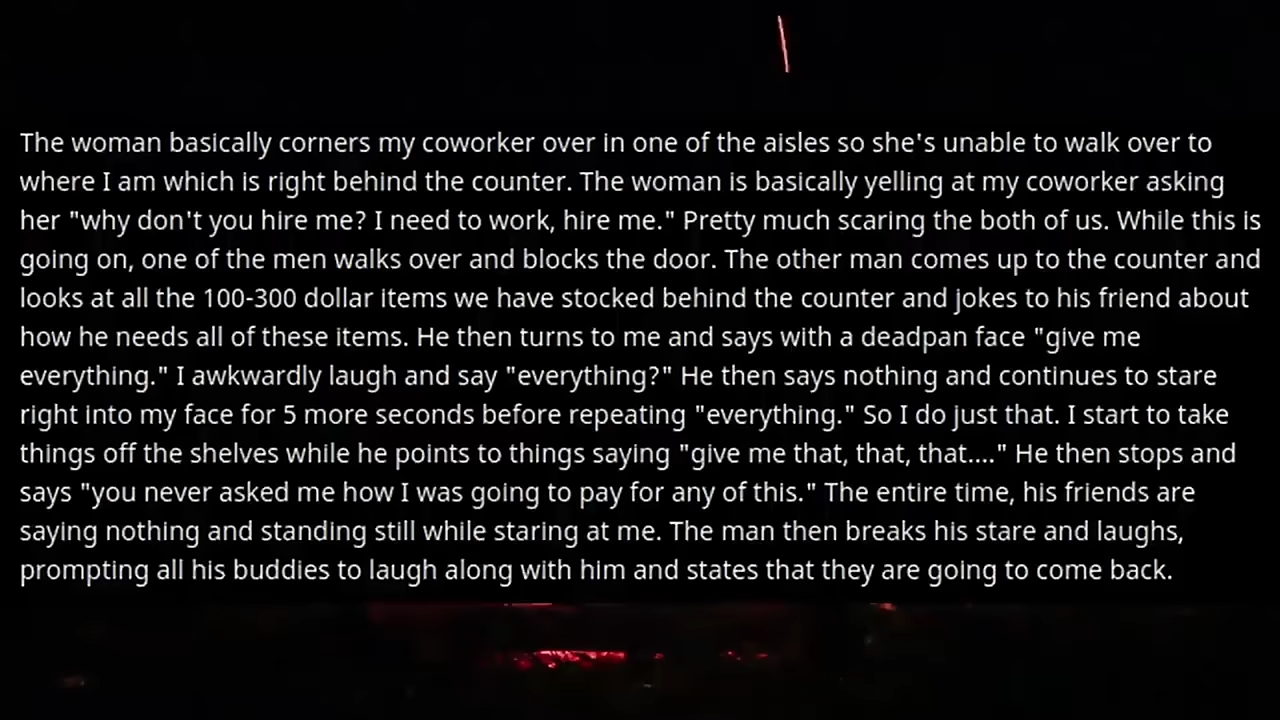 The woman basically corners my coworker over in one of the aisles so she's unable to walk over to
where I am which is right behind the counter. The woman is basically yelling at my coworker asking
her "why don't you hire me? I need to work, hire me." Pretty much scaring the both of us. While this is
going on, one of the men walks over and blocks the door. The other man comes up to the counter and
looks at all the 100-300 dollar items we have stocked behind the counter and jokes to his friend about
how he needs all of these items. He then turns to me and says with a deadpan face "give me
everything." I awkwardly laugh and say "everything?" He then says nothing and continues to stare
right into my face for 5 more seconds before repeating "everything." So I do just that. I start to take
things off the shelves while he points to things saying "give me that, that, that...." He then stops and
says "you never asked me how I was going to pay for any of this." The entire time, his friends are
saying nothing and standing still while staring at me. The man then breaks his stare and laughs,
prompting all his buddies to laugh along with him and states that they are going to come back.